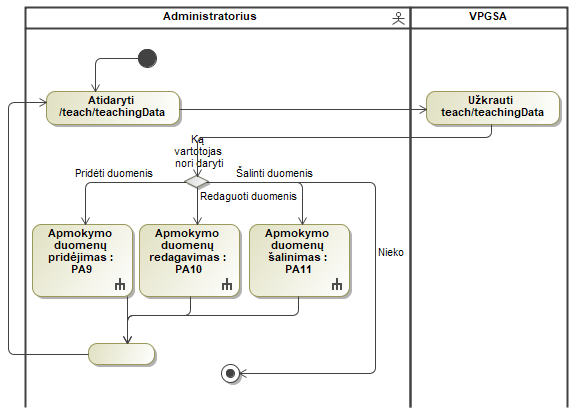 Administratorius
VPGSA
Atidaryti
/teach/teachingData
Užkrauti
teach/teachingData
Ką
vartotojas
nori daryti
Pridėti duomenis
Šalinti duomenis
Redaguoti duomenis
Apmokymo
duomenų
pridėjimas :
PA9
Apmokymo
duomenų
redagavimas :
PA10
Apmokymo
duomenų
šalinimas :
PA11
Nieko